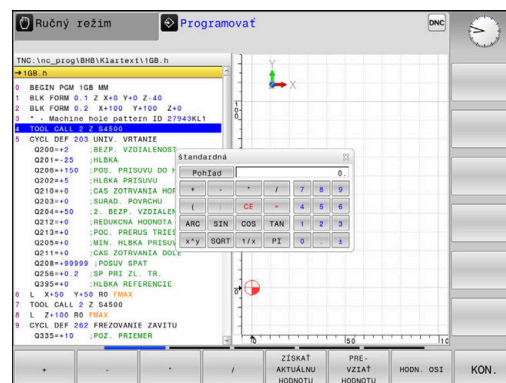 Ručný režim
Programovať
DNC
TNC:\nc_prog\BHB\Klartext\1GB.h
→1GB.h
0 BEGIN PGM 1GB MM
1 BLK FORM 0.1 Z X+0 Y+0 Z-40
2 BLK FORM 0.2 X+100 Y+100 Z+0
3 * - Machine hole pattern ID 27943KL1
4 TOOL CALL 2 Z S4500
5 CYCL DEF 203 UNIV. VRTANIE
Q200=+2 ;BEZP. VZDIALENOST
Q201=-25 ;HLBKA
Q206=+150 ;POS. PRISUVU DO H
Q202=+5 ;HLBKA PRISUVU
Q210=+0 ;CAS ZOTRVANIA HOR
Q203=+0 ;SURAD. POVRCHU
Q204=+50 ;2. BEZP. VZDIALEN
Q212=+0 ;REDUKCNA HODNOTA
Q213=+0 ;POC. PRERUS TRIES
Q205=+0 ;MIN. HLBKA PRISUV
Q211=+0 ;CAS ZOTRVANIA DOLE
Q208=+99999 ;POSUV SPAT
Q256=+0.2 ;SP PRI ZL. TR.
Q395=+0 ;HLBKA REFERENCIE
6 L X+50 Y+50 R0 FMAX
7 TOOL CALL 2 Z S4500
8 L Z+100 R0 FMAX
9 CYCL DEF 262 FREZOVANIE ZAVITU
Q335=+10 ;POZ. PRIEMER
štandardná
Pohľad 0.
+ - * / 7 8 9
( ) CE = 4 5 6
ARC SIN COS TAN 1 2 3
x^y SQRT 1/x PI 0 . ±
Y
X
100
0
0 50 10
+ - * / ZÍSKAŤ AKTUÁLNU HODNOTU PRE-VZIAŤ HODNOTU HODN. OSI KON.